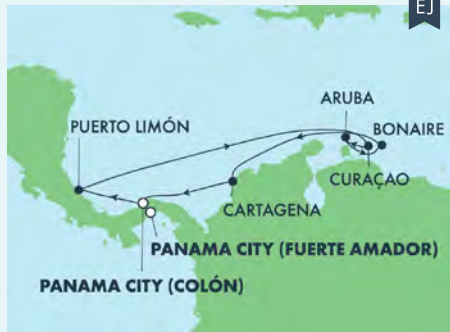 EJ
ARUBA
BONAIRE
PUERTO LIMÓN
CURAÇAO
CARTAGENA
PANAMA CITY (FUERTE AMADOR)
PANAMA CITY (COLÓN)